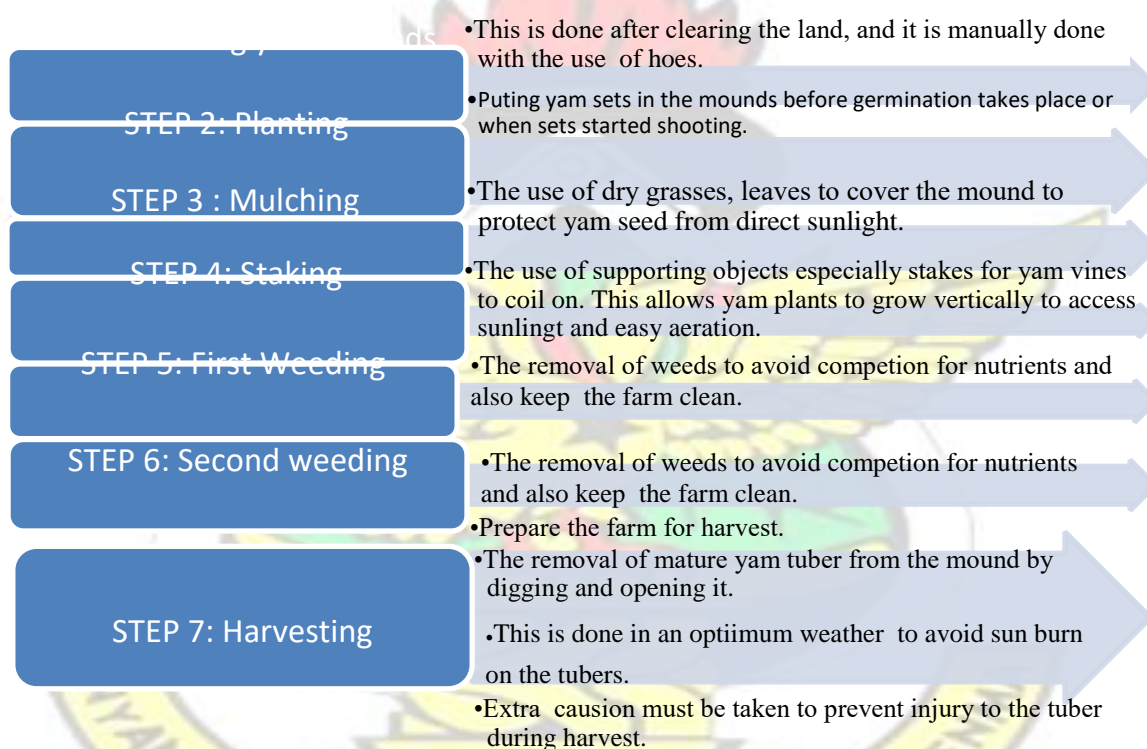 •This is done after clearing the land, and it is manually done
with the use of hoes.
STEP 2: Planting
•Puting yam sets in the mounds before germination takes place or
when sets started shooting.
STEP 3 : Mulching
•The use of dry grasses, leaves to cover the mound to
protect yam seed from direct sunlight.
STEP 4: Staking
•The use of supporting objects especially stakes for yam vines
to coil on. This allows yam plants to grow vertically to access
sunlingt and easy aeration.
STEP 5: First Weeding
•The removal of weeds to avoid competion for nutrients and
also keep the farm clean.
STEP 6: Second weeding
•The removal of weeds to avoid competion for nutrients
and also keep the farm clean.
•Prepare the farm for harvest.
STEP 7: Harvesting
•The removal of mature yam tuber from the mound by
digging and opening it.
•This is done in an optiimum weather to avoid sun burn
on the tubers.
•Extra causion must be taken to prevent injury to the tuber
during harvest.